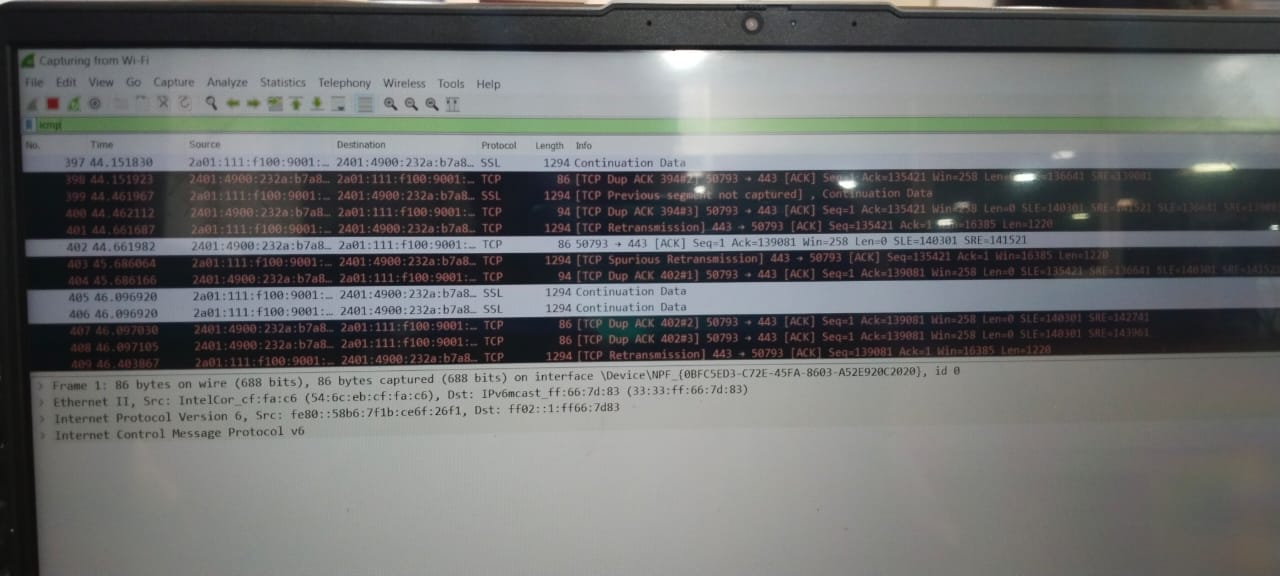 Capturing from Wi-Fi
File Edit View Go Capture Analyze Statistics Telephony Wireless Tools Help
icmp
No. Time Source Destination Protocol Length Info
397 44.151830 2a01:111:f100:9001:… 2401:4900:232a:b7a8… SSL 1294 Continuation Data
398 44.151923 2401:4900:232a:b7a8… 2a01:111:f100:9001:… TCP 86 [TCP Dup ACK 394#2] 50793 → 443 [ACK] Seq=1 Ack=135421 Win=258 Len=0 SRE=139081
399 44.461967 2a01:111:f100:9001:… 2401:4900:232a:b7a8… SSL 1294 [TCP Previous segment not captured] , Continuation Data
400 44.462112 2401:4900:232a:b7a8… 2a01:111:f100:9001:… TCP 94 [TCP Dup ACK 394#3] 50793 → 443 [ACK] Seq=1 Ack=135421 Win=258 Len=0 SLE=140301 SRE=141521 SLE=136641
401 44.661687 2a01:111:f100:9001:… 2401:4900:232a:b7a8… TCP 1294 [TCP Retransmission] 443 → 50793 [ACK] Seq=135421 Ack=1 Win=16385 Len=1220
402 44.661982 2401:4900:232a:b7a8… 2a01:111:f100:9001:… TCP 86 50793 → 443 [ACK] Seq=1 Ack=139081 Win=258 Len=0 SLE=140301 SRE=141521
403 45.686064 2a01:111:f100:9001:… 2401:4900:232a:b7a8… TCP 1294 [TCP Spurious Retransmission] 443 → 50793 [ACK] Seq=135421 Ack=1 Win=16385 Len=1220
404 45.686166 2401:4900:232a:b7a8… 2a01:111:f100:9001:… TCP 94 [TCP Dup ACK 402#1] 50793 → 443 [ACK] Seq=1 Ack=139081 Win=258 Len=0 SLE=135421 SRE=136641 SLE=140301
405 46.096920 2a01:111:f100:9001:… 2401:4900:232a:b7a8… SSL 1294 Continuation Data
406 46.096920 2a01:111:f100:9001:… 2401:4900:232a:b7a8… SSL 1294 Continuation Data
407 46.097030 2401:4900:232a:b7a8… 2a01:111:f100:9001:… TCP 86 [TCP Dup ACK 402#2] 50793 → 443 [ACK] Seq=1 Ack=139081 Win=258 Len=0 SLE=140301 SRE=142741
408 46.097105 2401:4900:232a:b7a8… 2a01:111:f100:9001:… TCP 86 [TCP Dup ACK 402#3] 50793 → 443 [ACK] Seq=1 Ack=139081 Win=258 Len=0 SLE=140301 SRE=143961
409 46.403867 2a01:111:f100:9001:… 2401:4900:232a:b7a8… TCP 1294 [TCP Retransmission] 443 → 50793 [ACK] Seq=139081 Ack=1 Win=16385 Len=1220
Frame 1: 86 bytes on wire (688 bits), 86 bytes captured (688 bits) on interface \Device\NPF_{0BFC5ED3-C72E-45FA-8603-A52E920C2020}, id 0
Ethernet II, Src: IntelCor_cf:fa:c6 (54:6c:eb:cf:fa:c6), Dst: IPv6mcast_ff:66:7d:83 (33:33:ff:66:7d:83)
Internet Protocol Version 6, Src: fe80::58b6:7f1b:ce6f:26f1, Dst: ff02::1:ff66:7d83
Internet Control Message Protocol v6